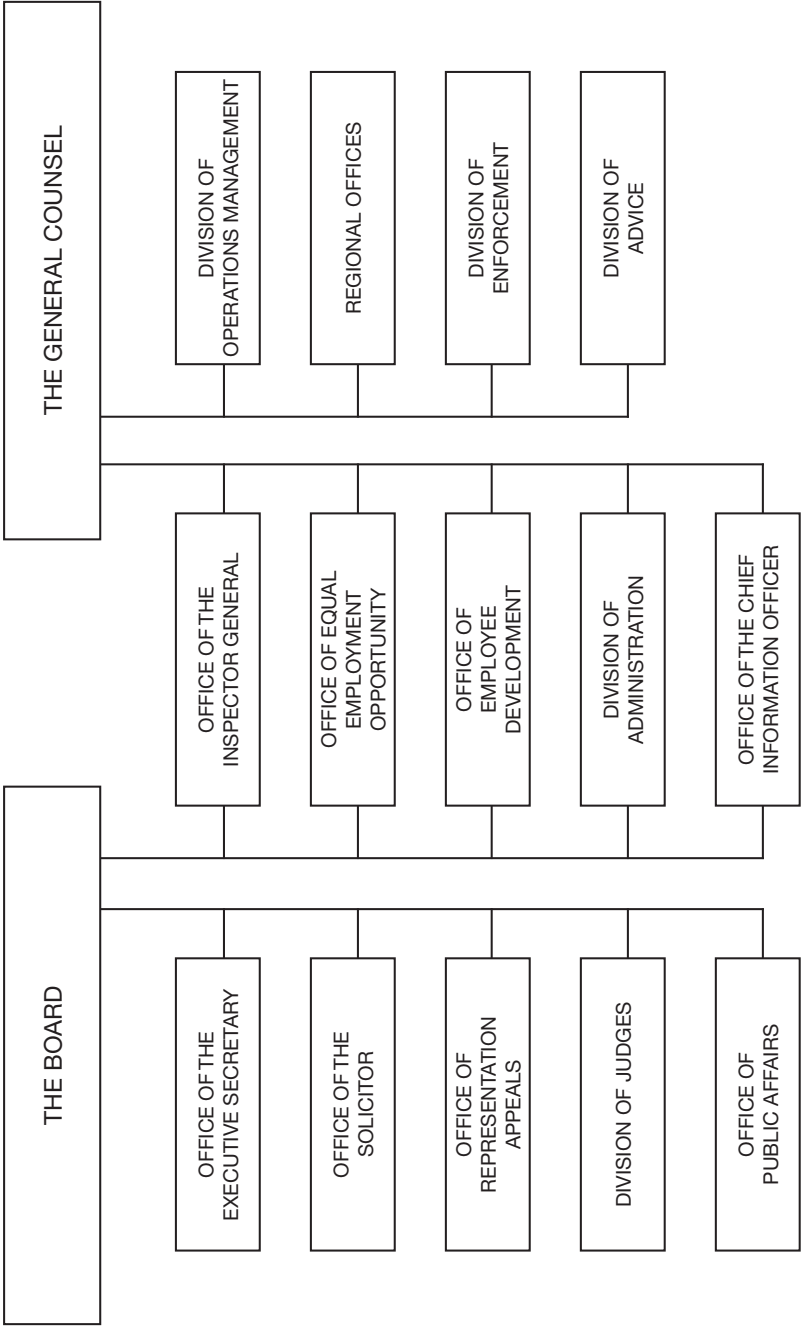 THE BOARD
THE GENERAL COUNSEL
OFFICE OF THE
EXECUTIVE SECRETARY
OFFICE OF THE
SOLICITOR
OFFICE OF
REPRESENTATION
APPEALS
DIVISION OF JUDGES
OFFICE OF
PUBLIC AFFAIRS
OFFICE OF THE
INSPECTOR GENERAL
OFFICE OF EQUAL
EMPLOYMENT
OPPORTUNITY
OFFICE OF
EMPLOYEE
DEVELOPMENT
DIVISION OF
ADMINISTRATION
OFFICE OF THE CHIEF
INFORMATION OFFICER
DIVISION OF
OPERATIONS MANAGEMENT
REGIONAL OFFICES
DIVISION OF
ENFORCEMENT
DIVISION OF
ADVICE